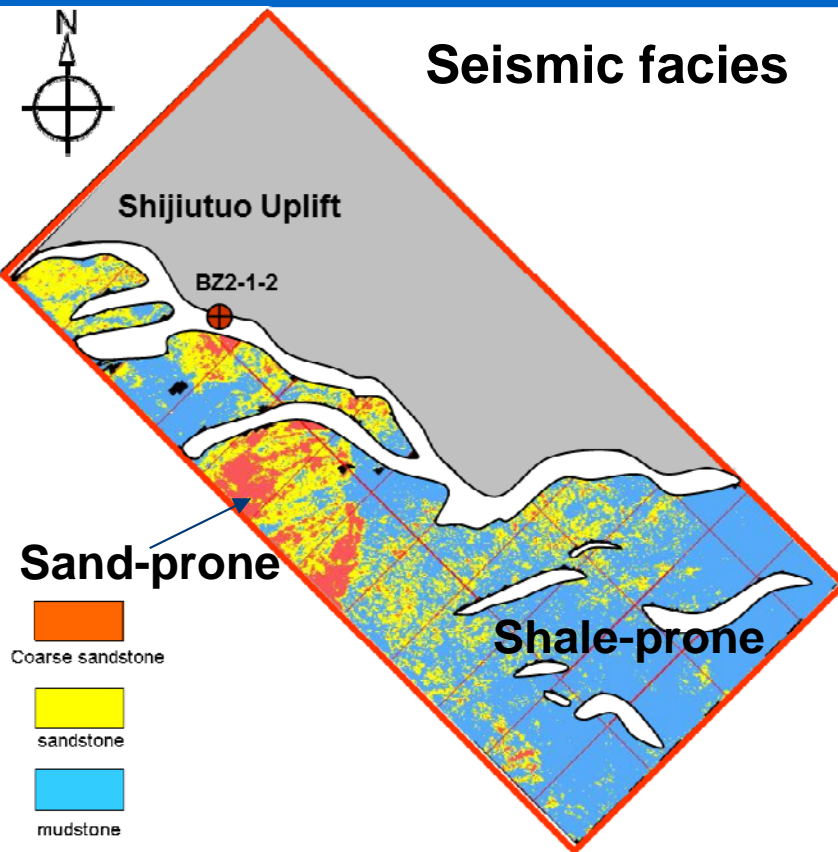 N
Seismic facies
Shijiutuo Uplift
BZ2-1-2
Sand-prone
Shale-prone
Coarse sandstone
sandstone
mudstone